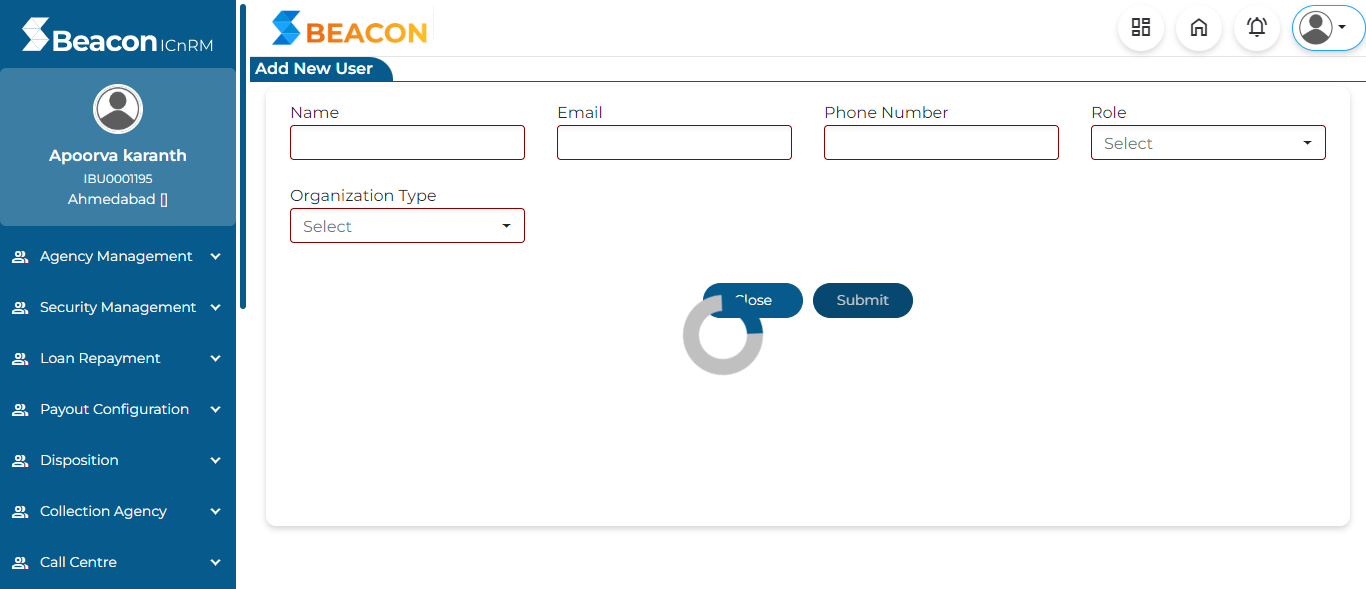 Beacon ICnRM
Apoorva karanth
IBU0001195
Ahmedabad []
Agency Management
Security Management
Loan Repayment
Payout Configuration
Disposition
Collection Agency
Call Centre
BEACON
Add New User
Name
Email
Phone Number
Role
Select
Organization Type
Select
Close
Submit